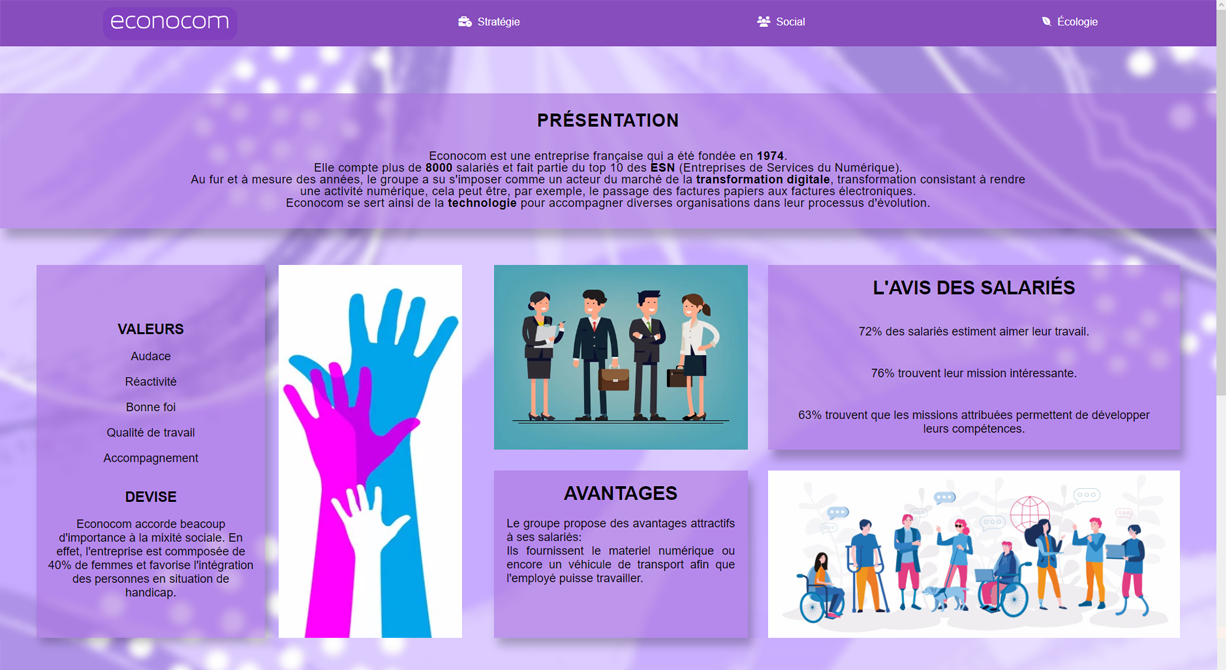 econocom
Stratégie
Social
Écologie
PRÉSENTATION
Econocom est une entreprise française qui a été fondée en 1974.
Elle compte plus de 8000 salariés et fait partie du top 10 des ESN (Entreprises de Services du Numérique).
Au fur et à mesure des années, le groupe a su s'imposer comme un acteur du marché de la transformation digitale, transformation consistant à rendre
une activité numérique, cela peut être, par exemple, le passage des factures papiers aux factures électroniques.
Econocom se sert ainsi de la technologie pour accompagner diverses organisations dans leur processus d'évolution.
VALEURS
Audace
Réactivité
Bonne foi
Qualité de travail
Accompagnement
DEVISE
Econocom accorde beacoup
d'importance à la mixité sociale. En
effet, l'entreprise est commposée de
40% de femmes et favorise l'intégration
des personnes en situation de
handicap.
L'AVIS DES SALARIÉS
72% des salariés estiment aimer leur travail.
76% trouvent leur mission intéressante.
63% trouvent que les missions attribuées permettent de développer
leurs compétences.
AVANTAGES
Le groupe propose des avantages attractifs
à ses salariés:
Ils fournissent le materiel numérique ou
encore un véhicule de transport afin que
l'employé puisse travailler.